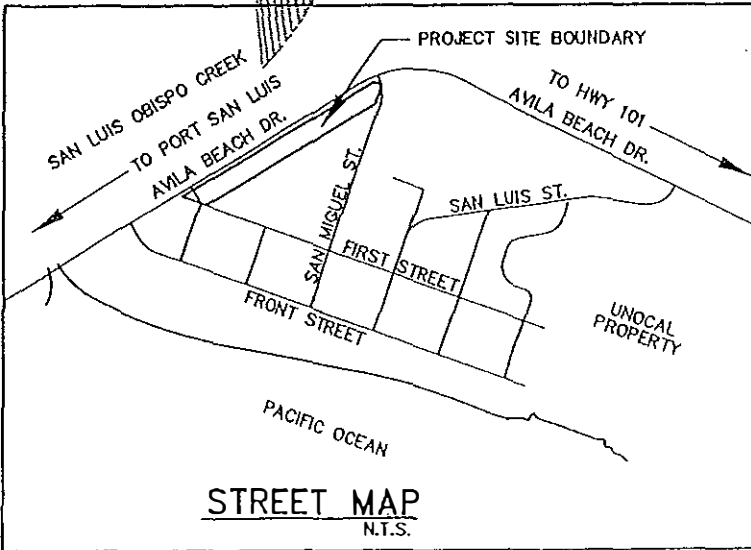 PROJECT SITE BOUNDARY
SAN LUIS OBISPO CREEK
TO PORT SAN LUIS
AVILA BEACH DR.
TO HWY 101
AVILA BEACH DR.
SAN MIGUEL ST.
SAN LUIS ST.
FIRST STREET
FRONT STREET
UNOCAL
PROPERTY
PACIFIC OCEAN
STREET MAP
N.T.S.